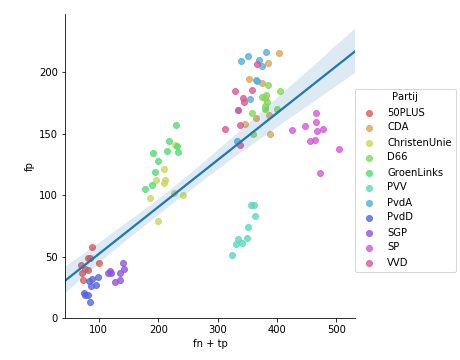 200
150
100
50
0
fp
100
200
300
400
500
fn + tp
Partij
50PLUS
CDA
ChristenUnie
D66
GroenLinks
PVV
PvdA
PvdD
SGP
SP
VVD